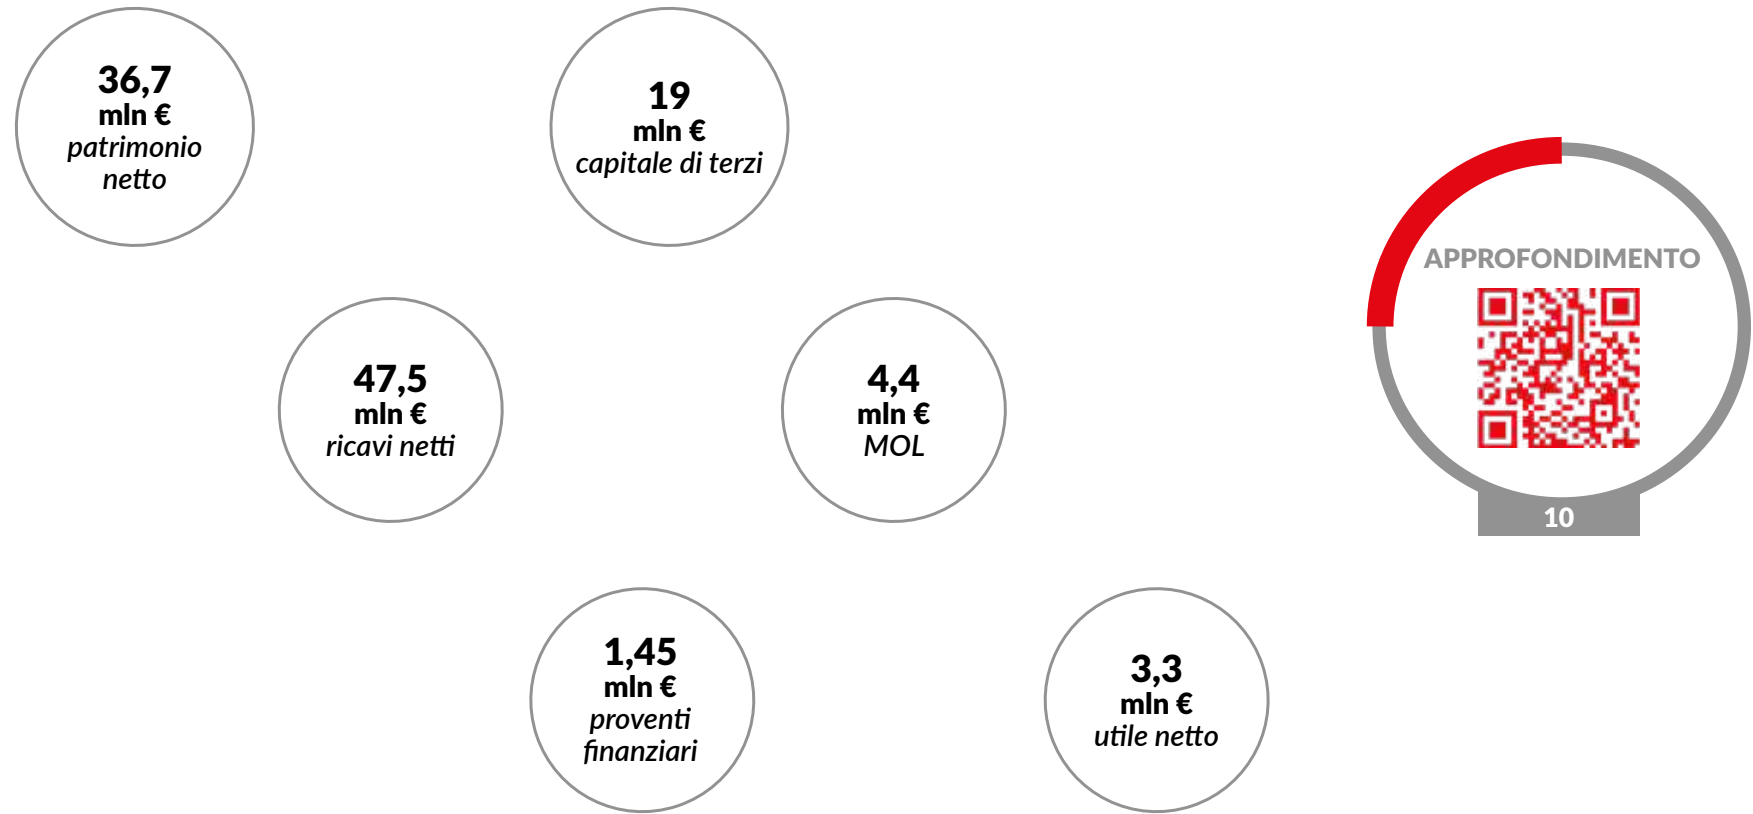 36,7
mln €
patrimonio
netto
19
mln €
capitale di terzi
APPROFONDIMENTO
10
47,5
mln €
ricavi netti
4,4
mln €
MOL
1,45
mln €
proventi
finanziari
3,3
mln €
utile netto